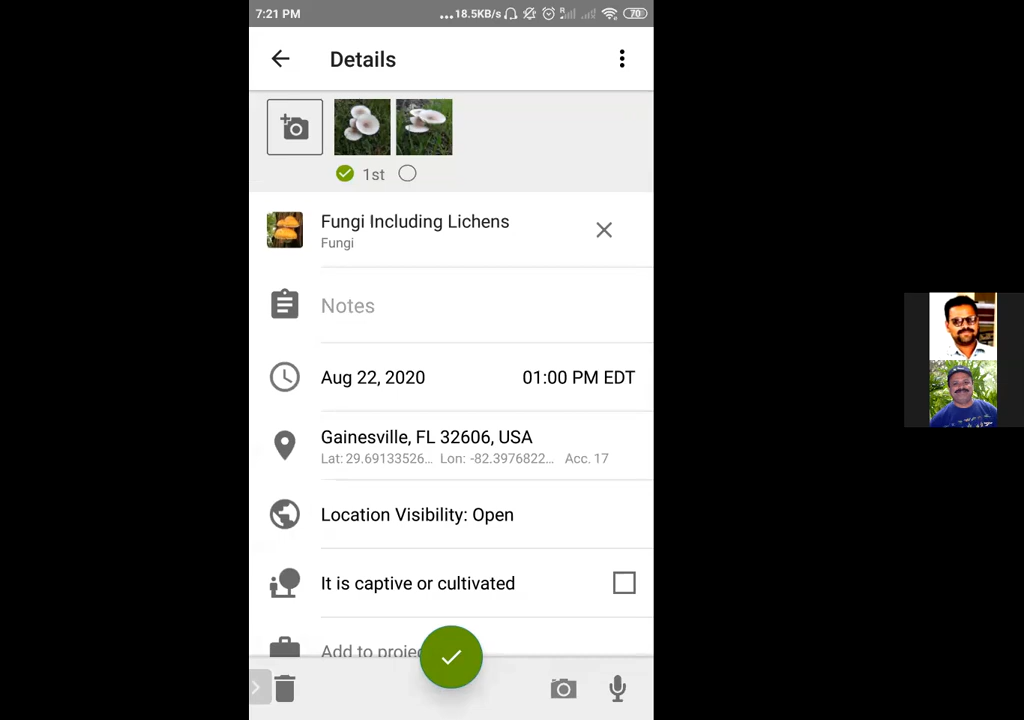 7:21 PM
...18.5KB/s
R
70
Details
1st
Fungi Including Lichens
Fungi
Notes
Aug 22, 2020
01:00 PM EDT
Gainesville, FL 32606, USA
Lat: 29.69133526... Lon: -82.3976822... Acc. 17
Location Visibility: Open
It is captive or cultivated
Add to projec